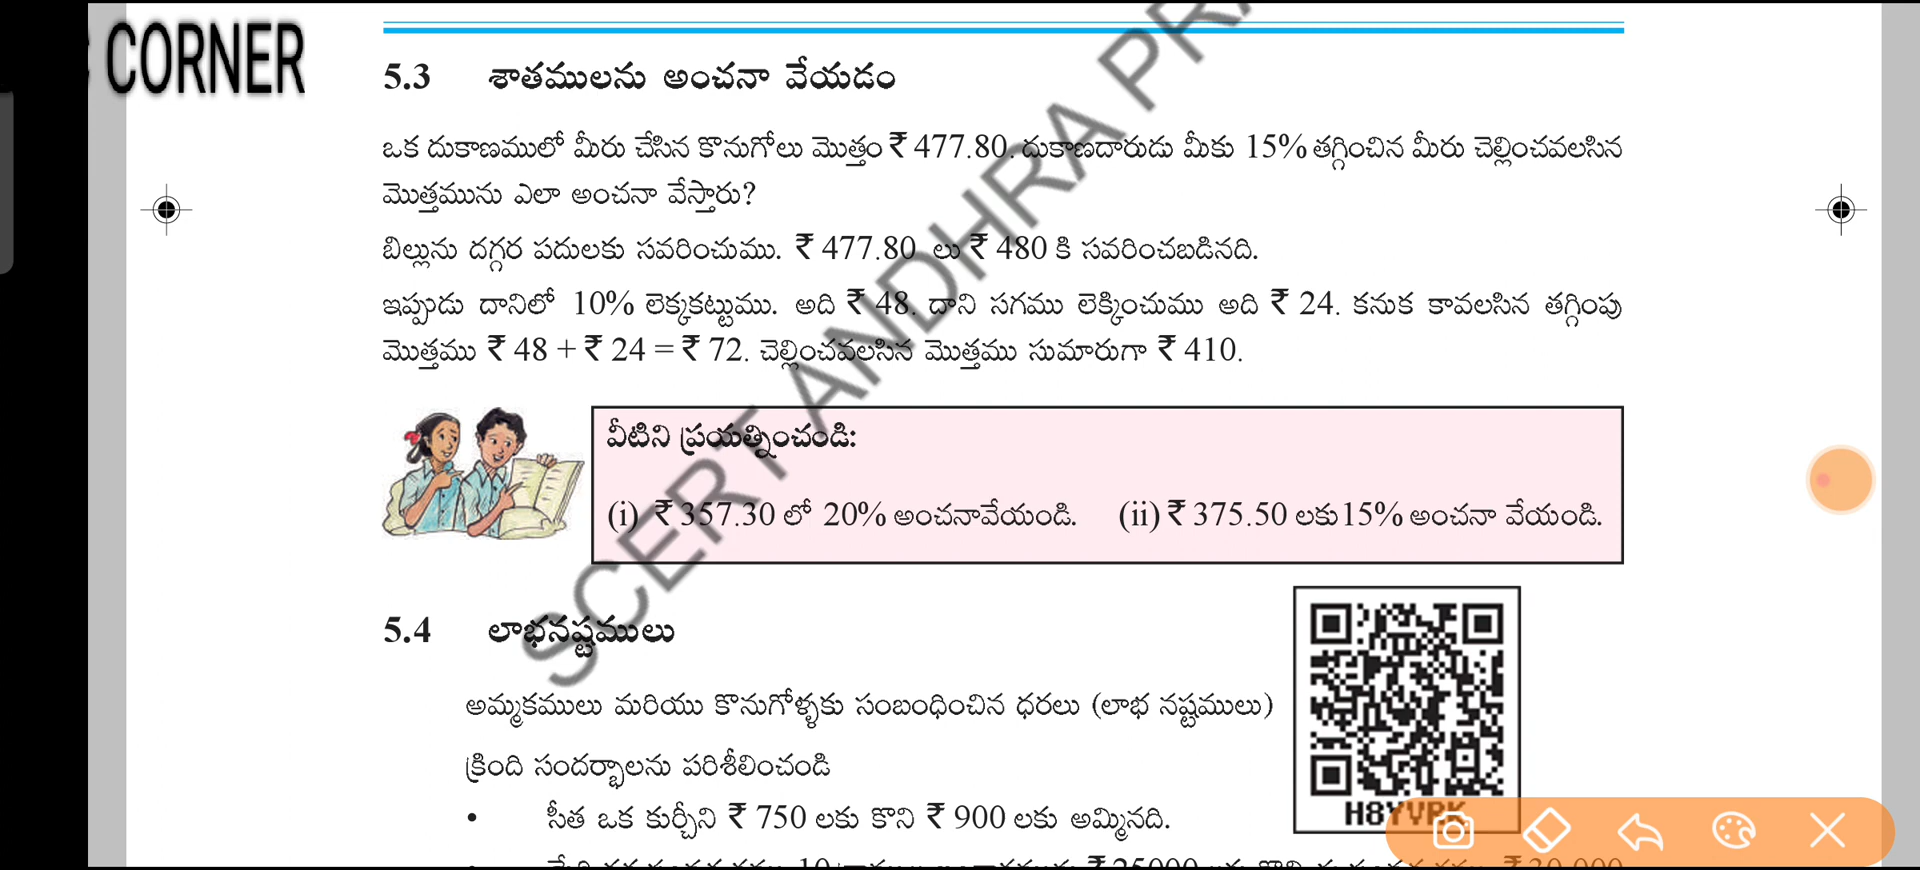 CORNER
5.3 శాతములను అంచనా వేయడం
ఒక దుకాణములో మీరు చేసిన కొనుగోలు మొత్తం ₹ 477.80. దుకాణదారుడు మీకు 15% తగ్గించిన మీరు చెల్లించవలసిన
మొత్తమును ఎలా అంచనా వేస్తారు?
బిల్లును దగ్గర పదులకు సవరించుము. ₹ 477.80 లు ₹ 480 కి సవరించబడినది.
ఇప్పుడు దానిలో 10% లెక్కకట్టుము. అది ₹ 48. దాని సగము లెక్కించుము అది ₹ 24. కనుక కావలసిన తగ్గింపు
మొత్తము ₹ 48 + ₹ 24 = ₹ 72. చెల్లించవలసిన మొత్తము సుమారుగా ₹ 410.
వీటిని ప్రయత్నించండి:
(i) ₹ 357.30 లో 20% అంచనావేయండి. (ii) ₹ 375.50 లకు 15% అంచనా వేయండి.
5.4 లాభనష్టములు
అమ్మకములు మరియు కొనుగోళ్ళకు సంబంధించిన ధరలు (లాభ నష్టములు)
క్రింది సందర్భాలను పరిశీలించండి
• సీత ఒక కుర్చీని ₹ 750 లకు కొని ₹ 900 లకు అమ్మినది.
H8YVRK
SCERT ANDHRA PRA